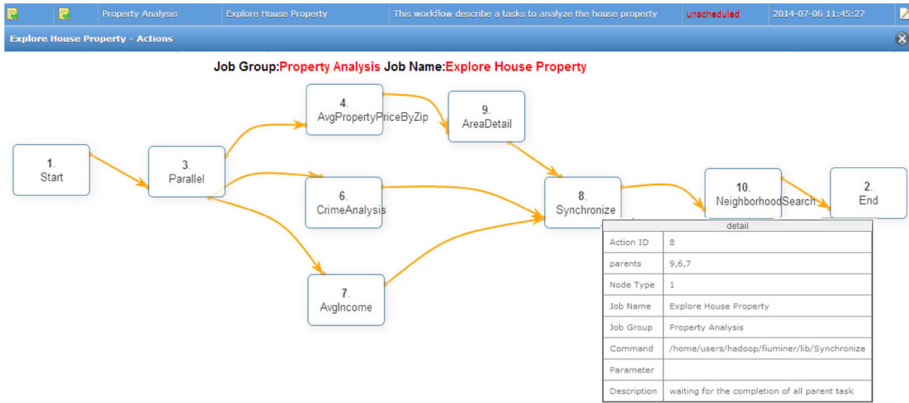 Property Analysis Explore House Property This workflow describe a tasks to analyze the house property unscheduled 2014-07-06 11:45:27
Explore House Property - Actions
Job Group:Property Analysis Job Name:Explore House Property
1.
Start
3.
Parallel
4.
AvgPropertyPriceByZip
9.
AreaDetail
6.
CrimeAnalysis
7.
AvgIncome
8.
Synchronize
10.
NeighborhoodSearch
2.
End
detail
Action ID 8
parents 9,6,7
Node Type 1
Job Name Explore House Property
Job Group Property Analysis
Command /home/users/hadoop/fiuminer/lib/Synchronize
Parameter
Description waiting for the completion of all parent task